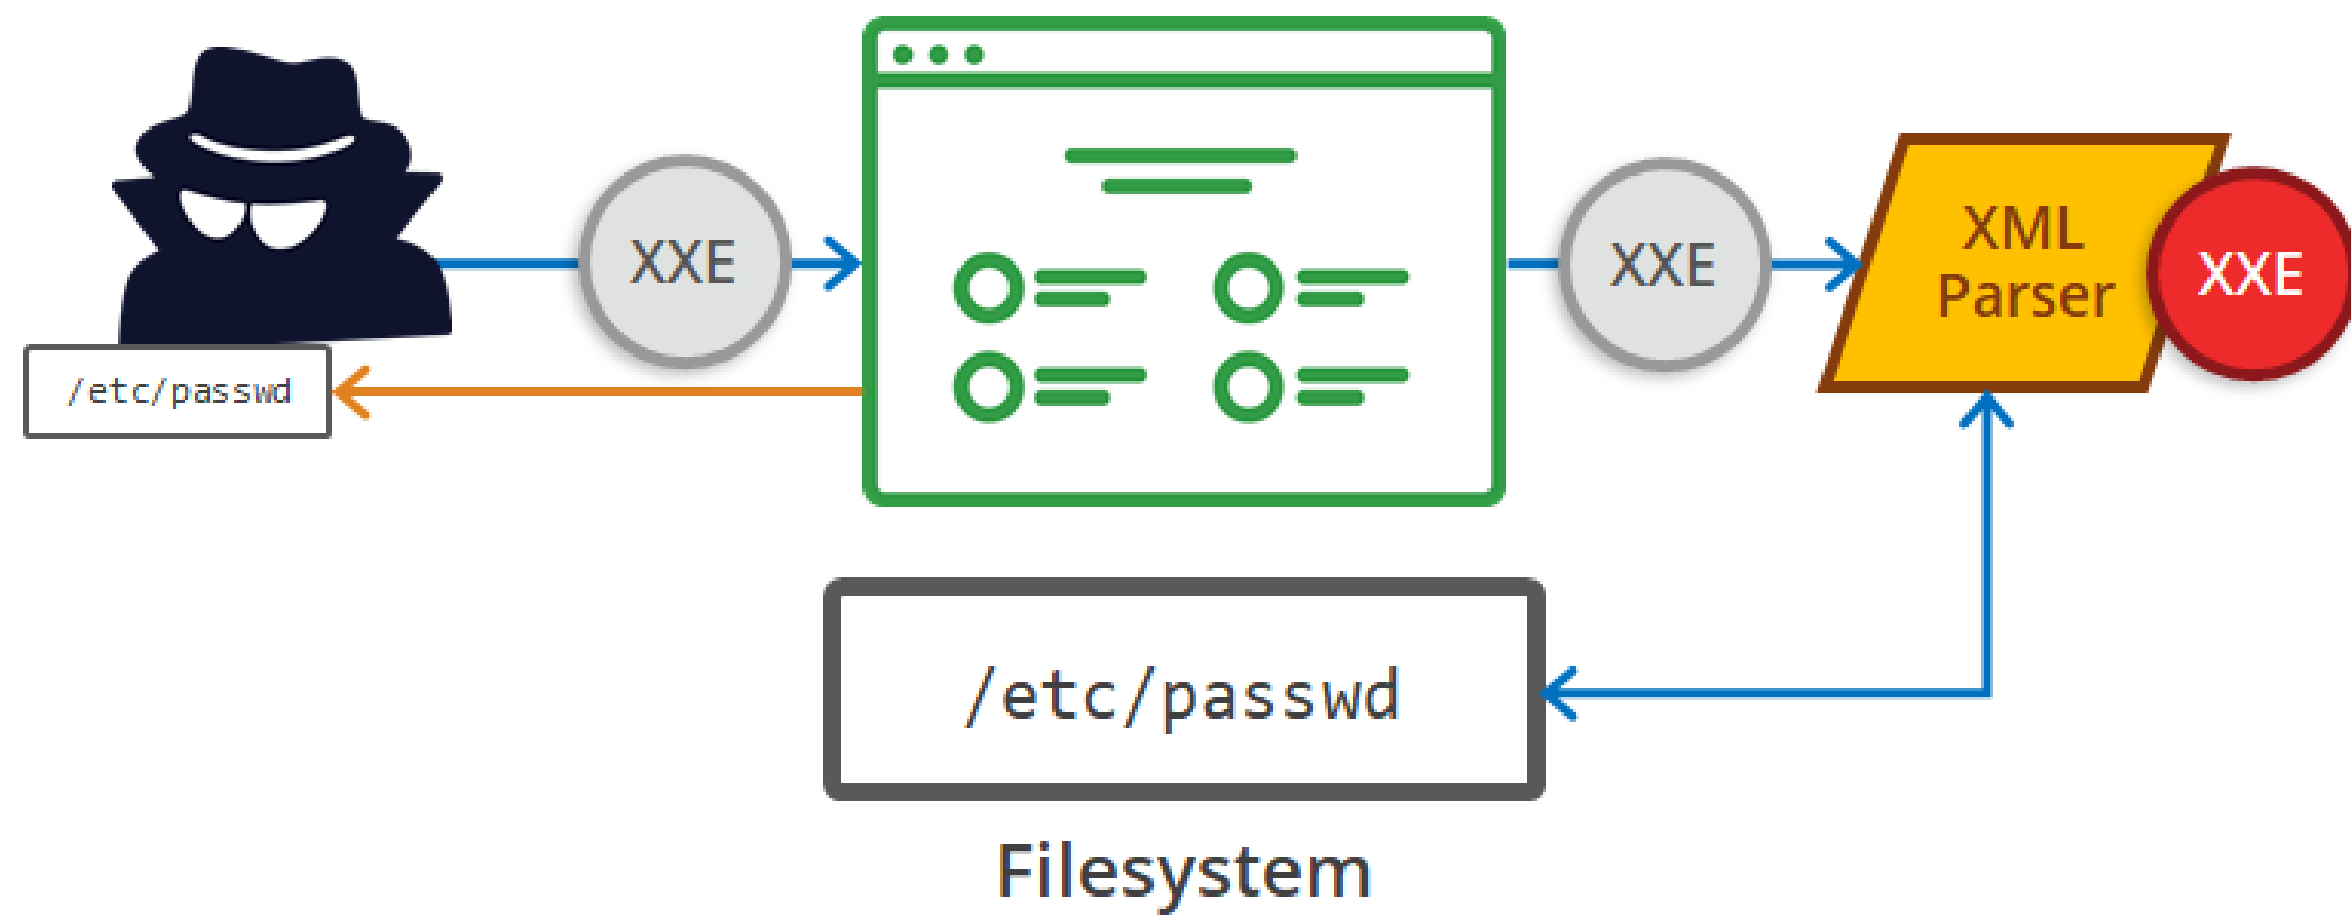 XXE
XXE
XML
Parser
XXE
/etc/passwd
/etc/passwd
Filesystem